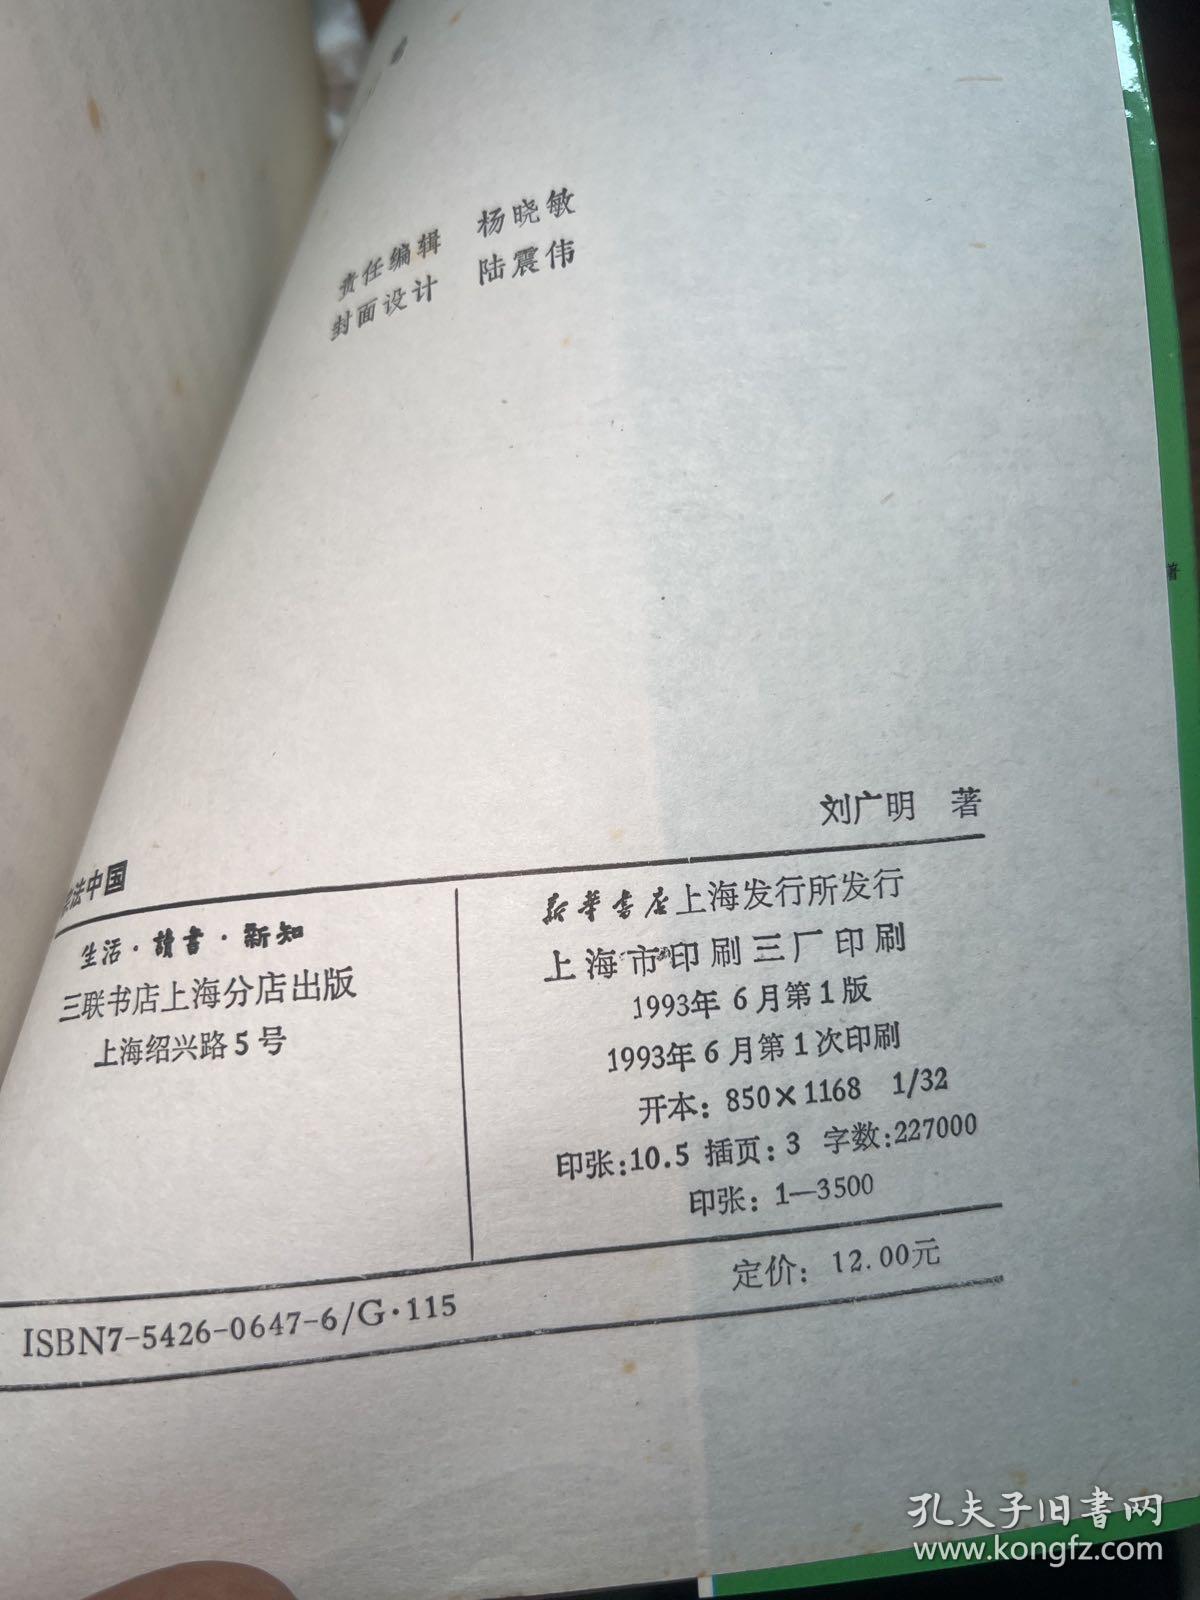 责任编辑 杨晓敏
封面设计 陆震伟
著
刘广明 著
法中国
生活·讀書·新知
三联书店上海分店出版
上海绍兴路5号
新華書店上海发行所发行
上海市印刷三厂印刷
1993年6月第1版
1993年6月第1次印刷
开本：850×1168 1/32
印张：10.5 插页：3 字数：227000
印张：1—3500
ISBN7-5426-0647-6/G·115
定价：12.00元
孔夫子旧書网
www.kongfz.com